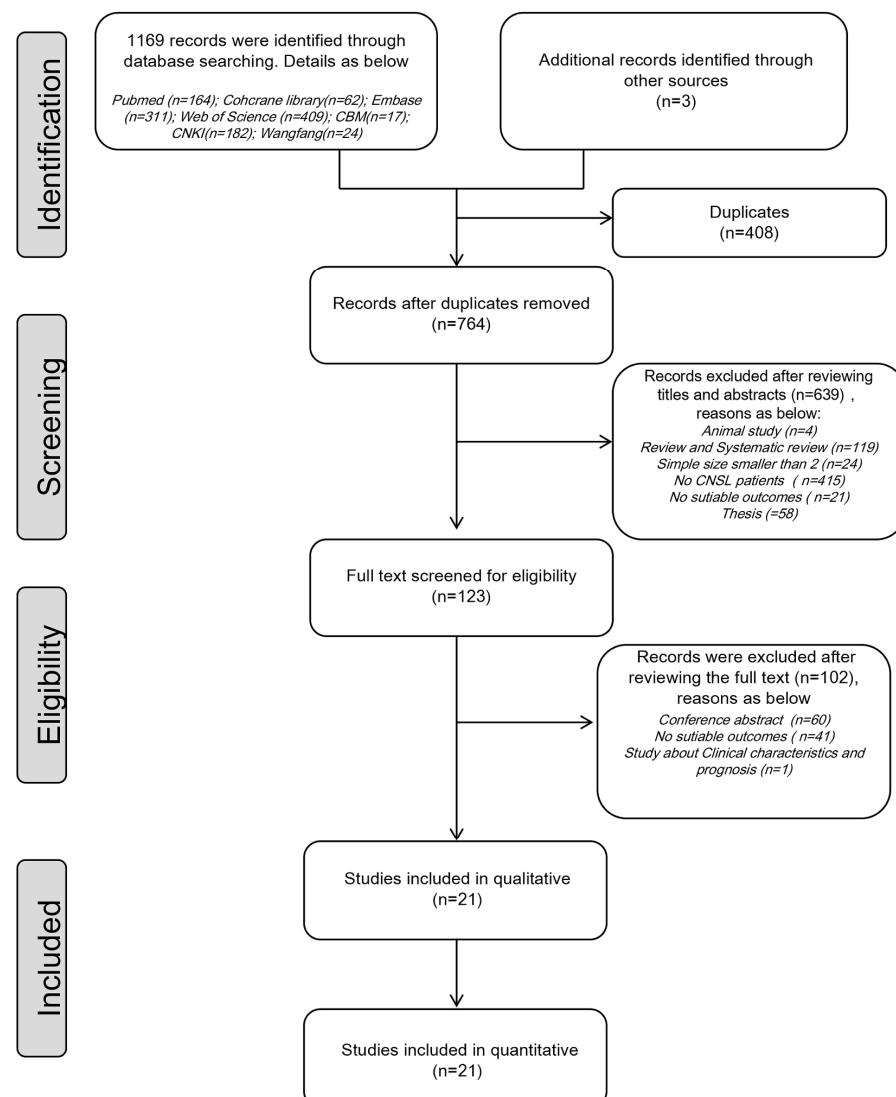 Identification
1169 records were identified through
database searching. Details as below
Pubmed (n=164); Cohcrane library(n=62); Embase
(n=311); Web of Science (n=409); CBM(n=17);
CNKI(n=182); Wangfang(n=24)
Additional records identified through
other sources
(n=3)
Duplicates
(n=408)
Records after duplicates removed
(n=764)
Screening
Records excluded after reviewing
titles and abstracts (n=639) ,
reasons as below:
Animal study (n=4)
Review and Systematic review (n=119)
Simple size smaller than 2 (n=24)
No CNSL patients ( n=415)
No sutiable outcomes ( n=21)
Thesis (=58)
Full text screened for eligibility
(n=123)
Eligibility
Records were excluded after
reviewing the full text (n=102),
reasons as below
Conference abstract (n=60)
No sutiable outcomes ( n=41)
Study about Clinical characteristics and
prognosis (n=1)
Included
Studies included in qualitative
(n=21)
Studies included in quantitative
(n=21)